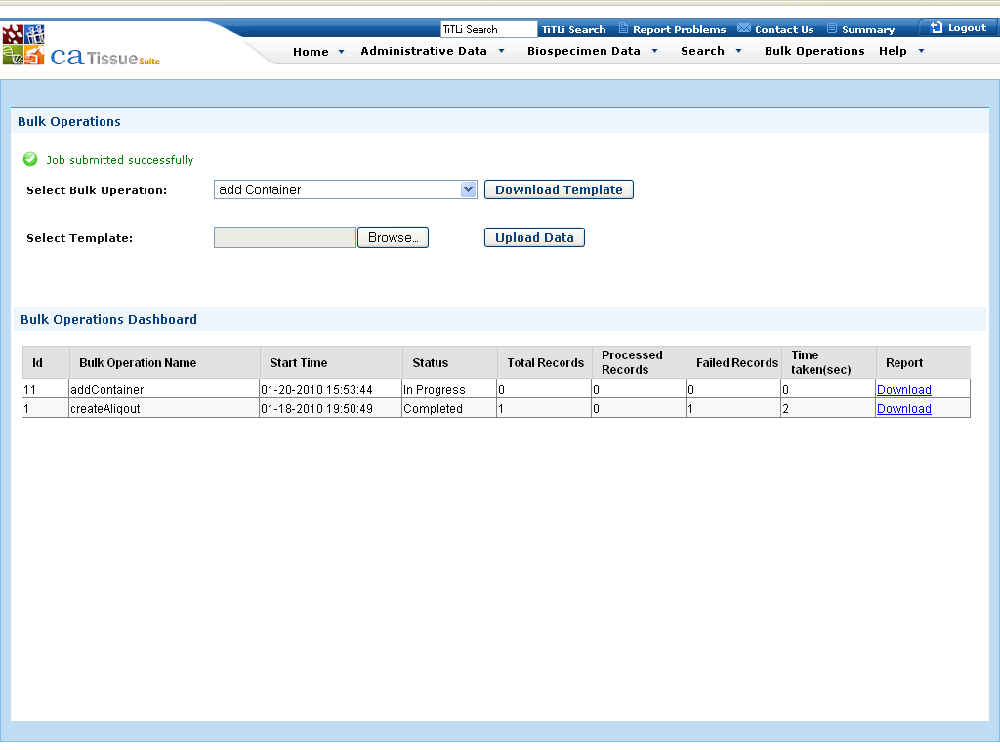 TiTLi Search TiTLi Search Report Problems Contact Us Summary Logout
ca Tissue Suite
Home Administrative Data Biospecimen Data Search Bulk Operations Help
Bulk Operations
Job submitted successfully
Select Bulk Operation: add Container Download Template
Select Template: Browse... Upload Data
Bulk Operations Dashboard
Id Bulk Operation Name Start Time Status Total Records Processed Records Failed Records Time taken(sec) Report
11 addContainer 01-20-2010 15:53:44 In Progress 0 0 0 0 Download
1 createAliqout 01-18-2010 19:50:49 Completed 1 0 1 2 Download